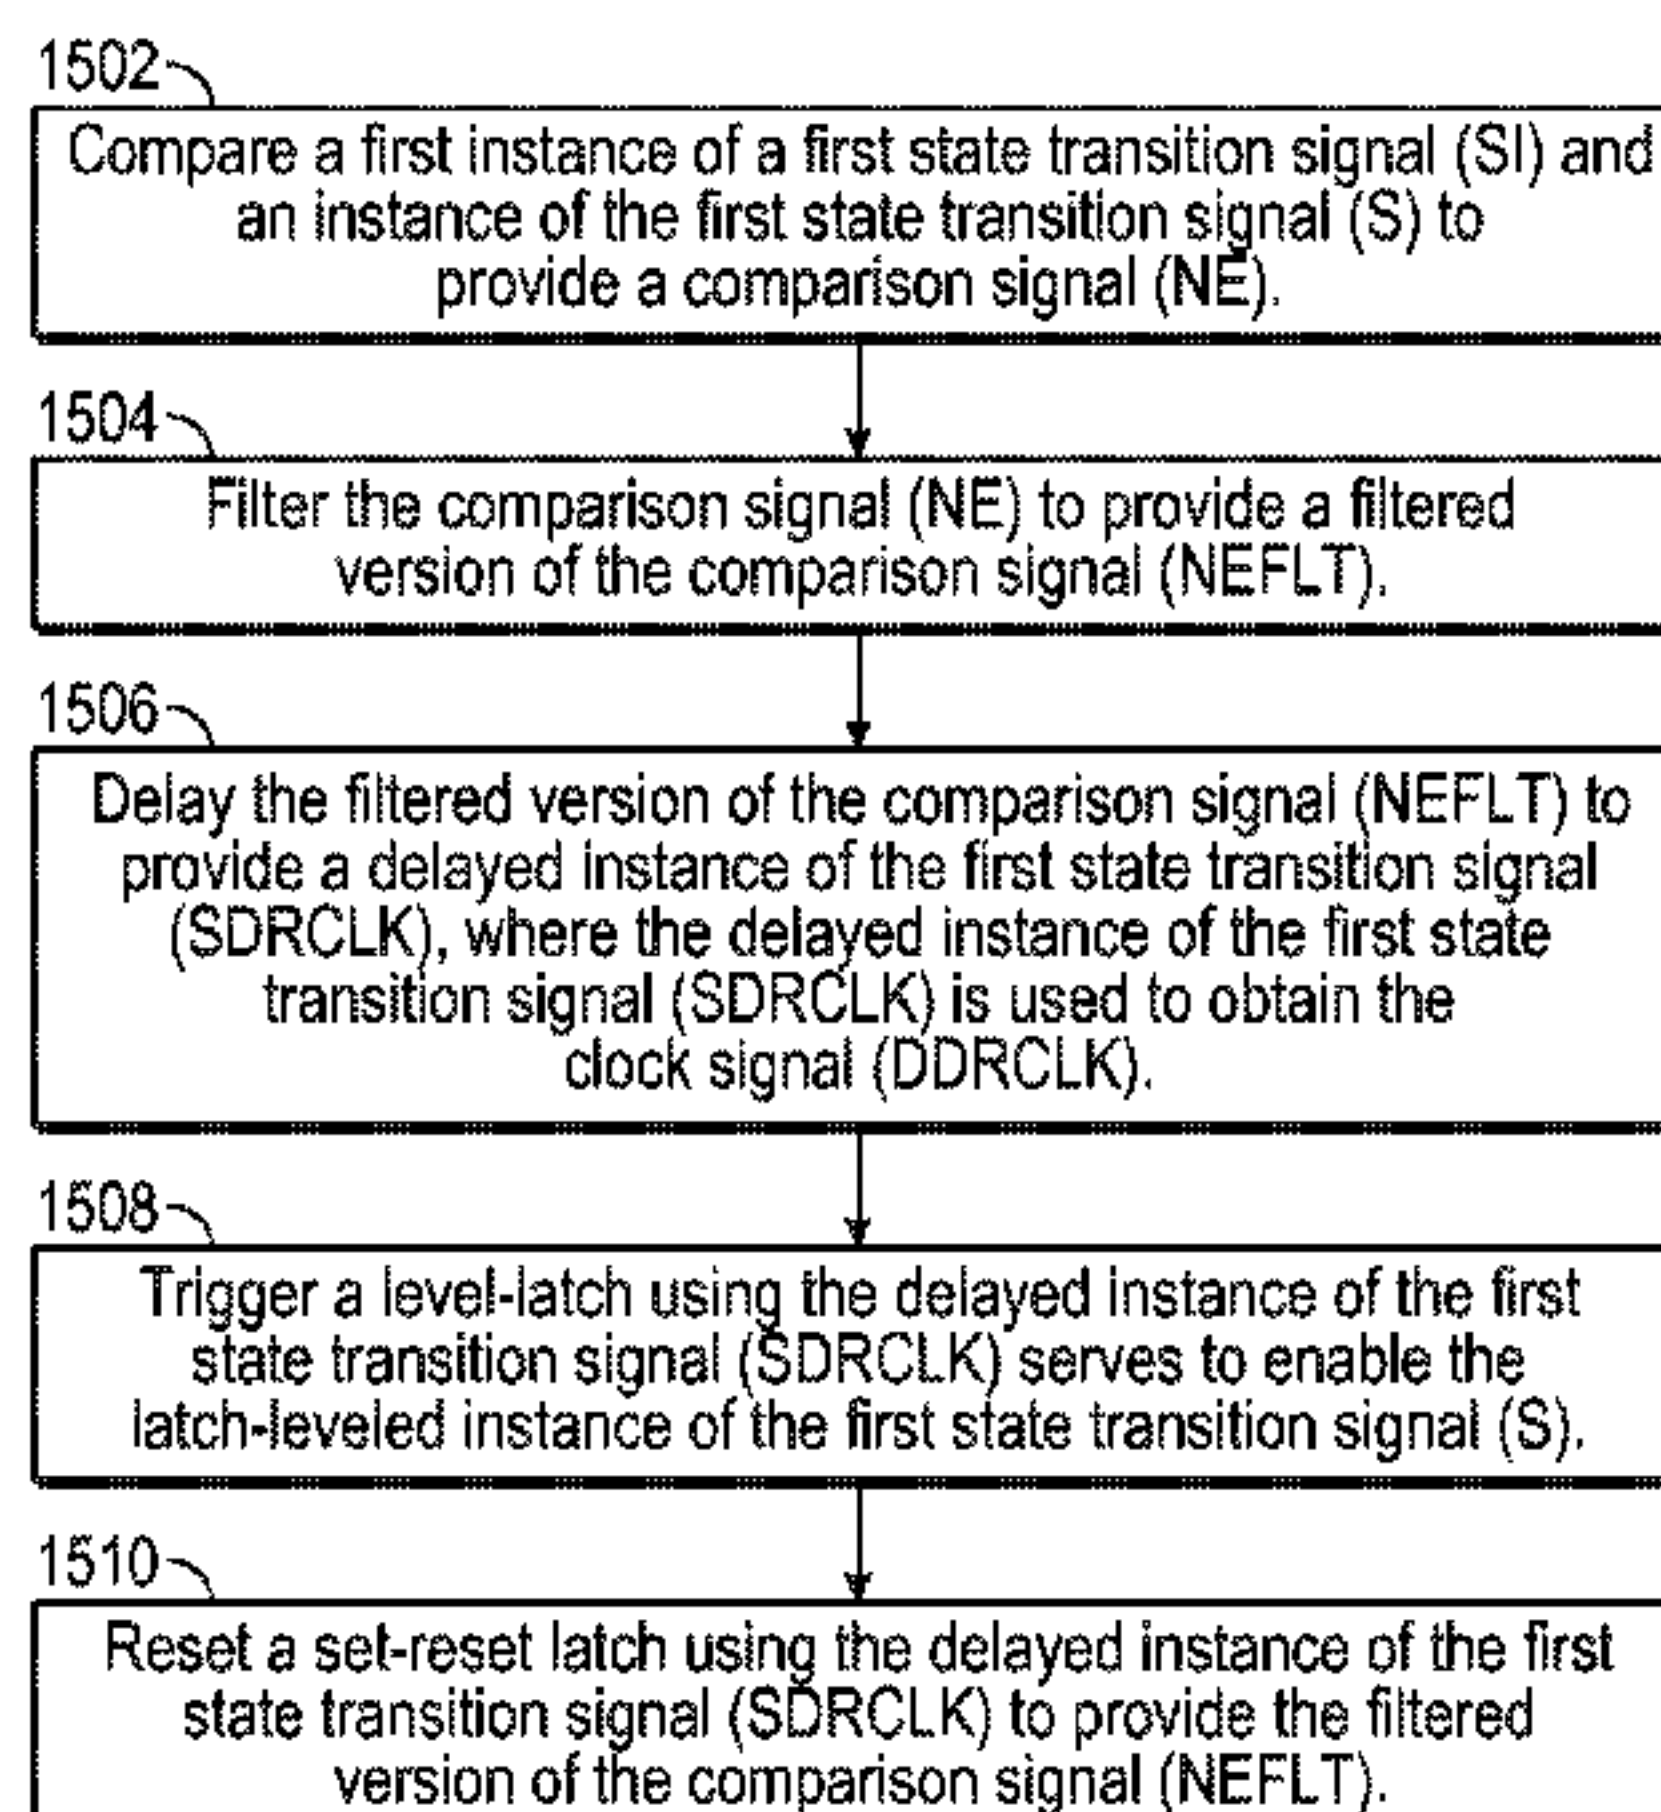 1502
Compare a first instance of a first state transition signal (SI) and
an instance of the first state transition signal (S) to
provide a comparison signal (NE).
1504
Filter the comparison signal (NE) to provide a filtered
version of the comparison signal (NEFLT).
1506
Delay the filtered version of the comparison signal (NEFLT) to
provide a delayed instance of the first state transition signal
(SDRCLK), where the delayed instance of the first state
transition signal (SDRCLK) is used to obtain the
clock signal (DDRCLK).
1508
Trigger a level-latch using the delayed instance of the first
state transition signal (SDRCLK) serves to enable the
latch-leveled instance of the first state transition signal (S).
1510
Reset a set-reset latch using the delayed instance of the first
state transition signal (SDRCLK) to provide the filtered
version of the comparison signal (NEFLT).